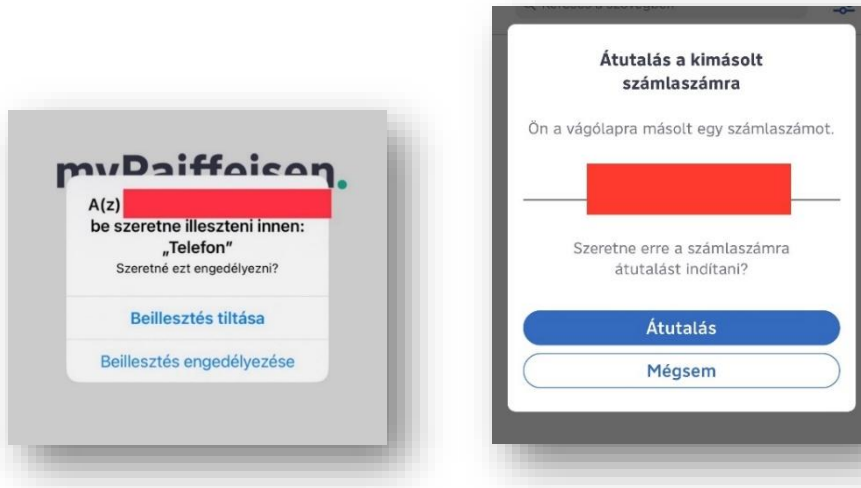 myRaiffeisen.
A(z)
be szeretne illeszteni innen:
„Telefon”
Szeretné ezt engedélyezni?
Beillesztés tiltása
Beillesztés engedélyezése
Átutalás a kimásolt
számlaszámra
Ön a vágólapra másolt egy számlaszámot.
Szeretne erre a számlaszámra
átutalást indítani?
Átutalás
Mégsem